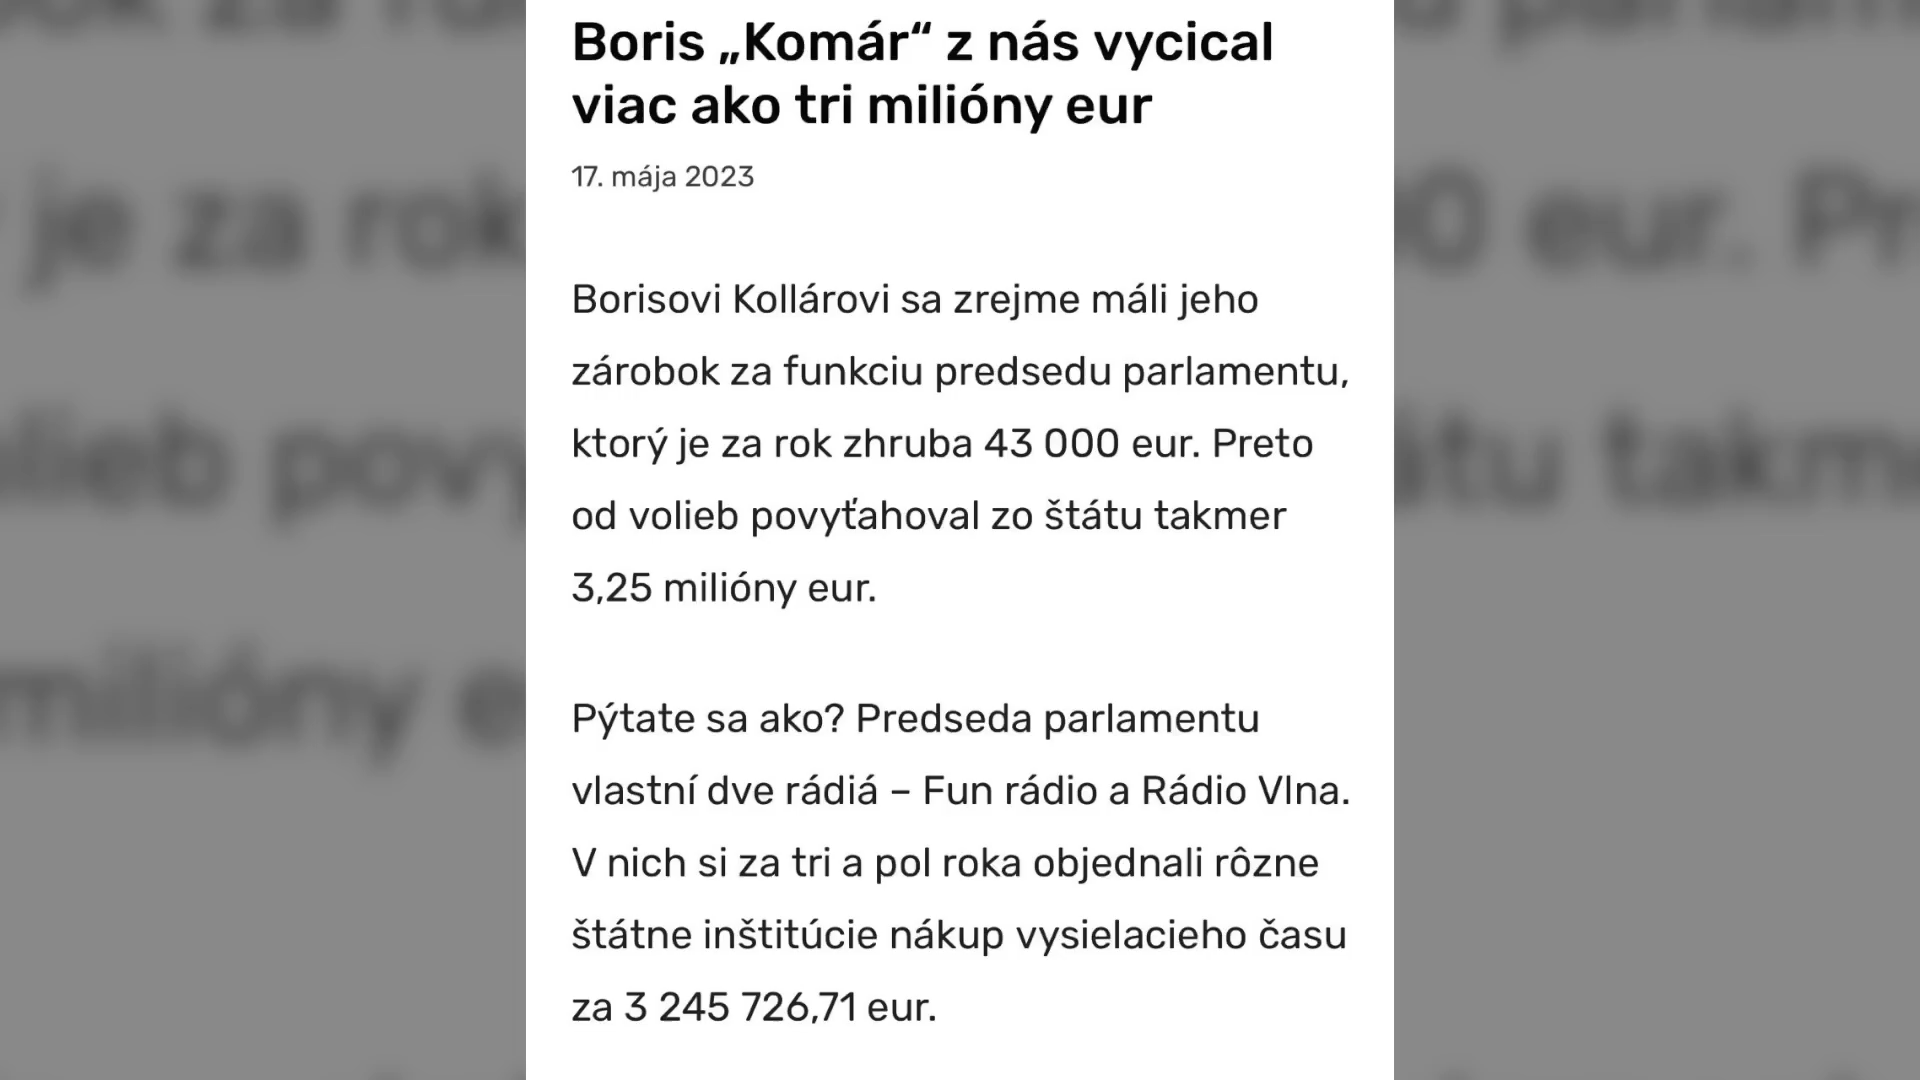 Boris „Komár“ z nás vycical
viac ako tri milióny eur
17. mája 2023
Borisovi Kollárovi sa zrejme máli jeho
zárobok za funkciu predsedu parlamentu,
ktorý je za rok zhruba 43 000 eur. Preto
od volieb povyťahoval zo štátu takmer
3,25 milióny eur.
Pýtate sa ako? Predseda parlamentu
vlastní dve rádiá – Fun rádio a Rádio Vlna.
V nich si za tri a pol roka objednali rôzne
štátne inštitúcie nákup vysielacieho času
za 3 245 726,71 eur.